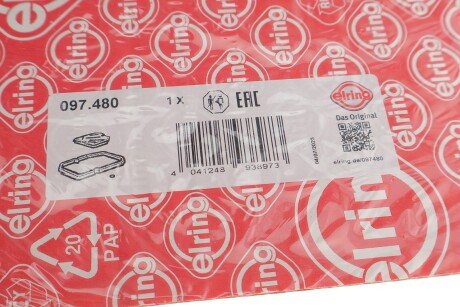 elring
097.480
1 X
EAC
elring
Das Original
4 041248 938973
elring.de/097480
elring
elring
elring
20
PAP
elring
elring